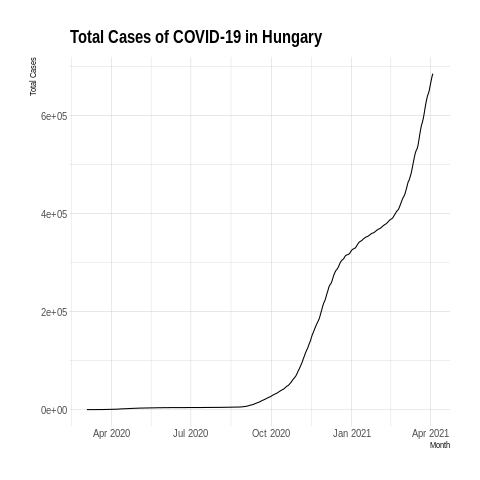 Total Cases of COVID-19 in Hungary
Total Cases
6e+05
4e+05
2e+05
0e+00
Apr 2020 Jul 2020 Oct 2020 Jan 2021 Apr 2021
Month